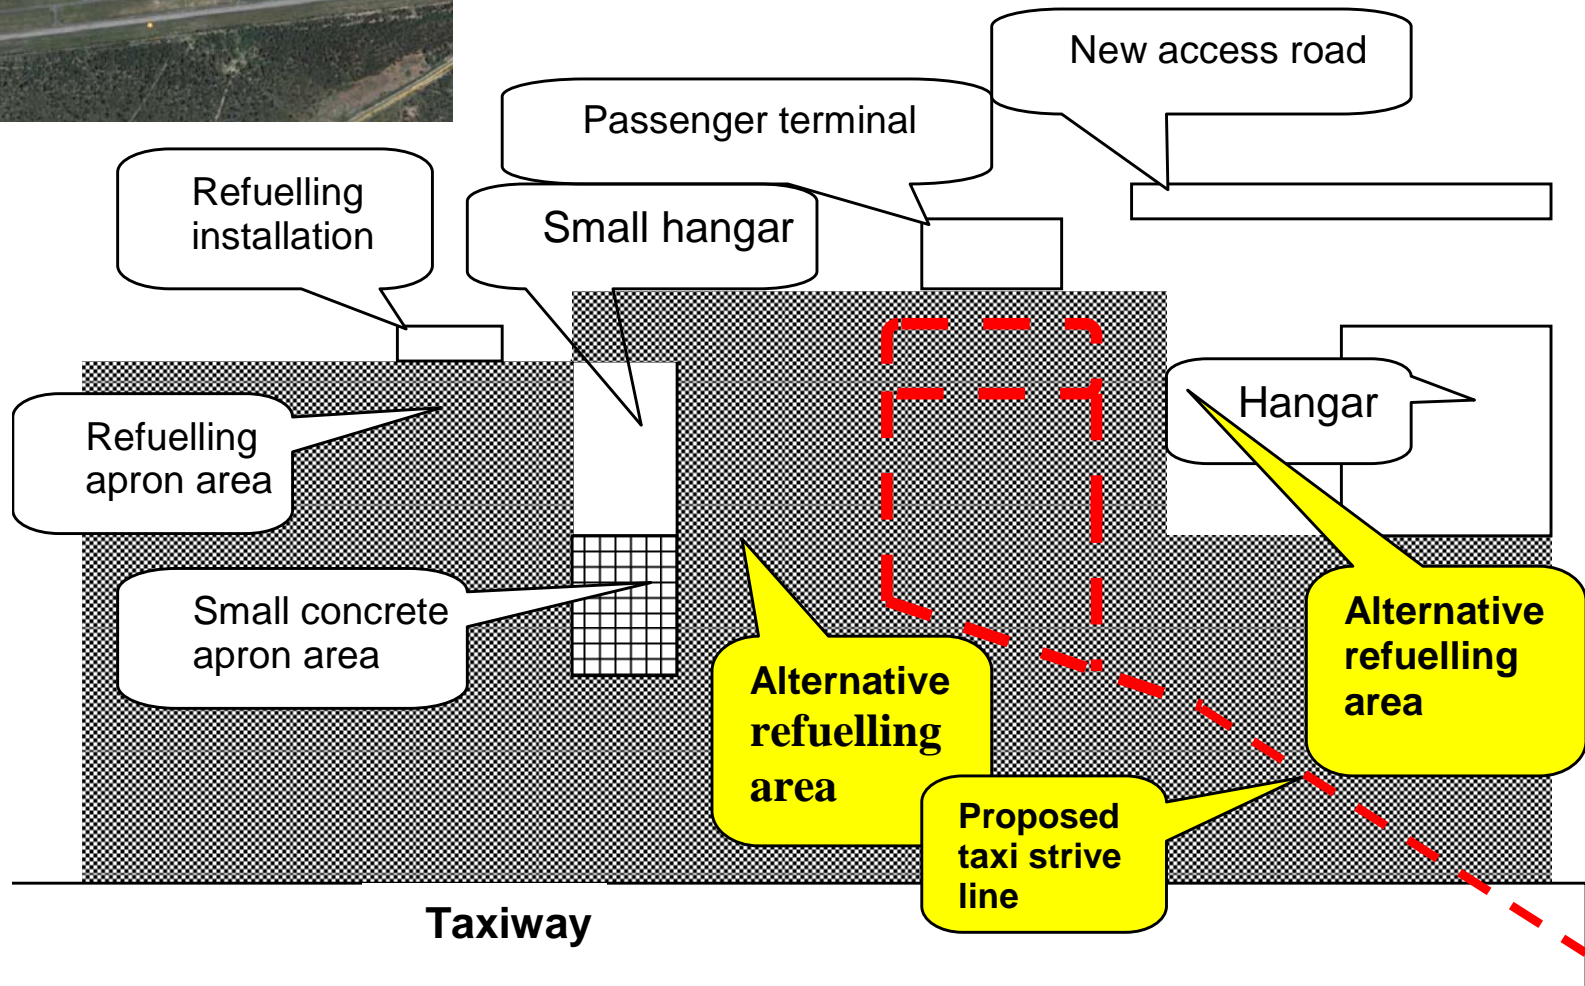 New access road
Passenger terminal
Refuelling
installation
Small hangar
Hangar
Refuelling
apron area
Small concrete
apron area
Alternative
refuelling
area
Alternative
refuelling
area
Proposed
taxi strive
line
Taxiway